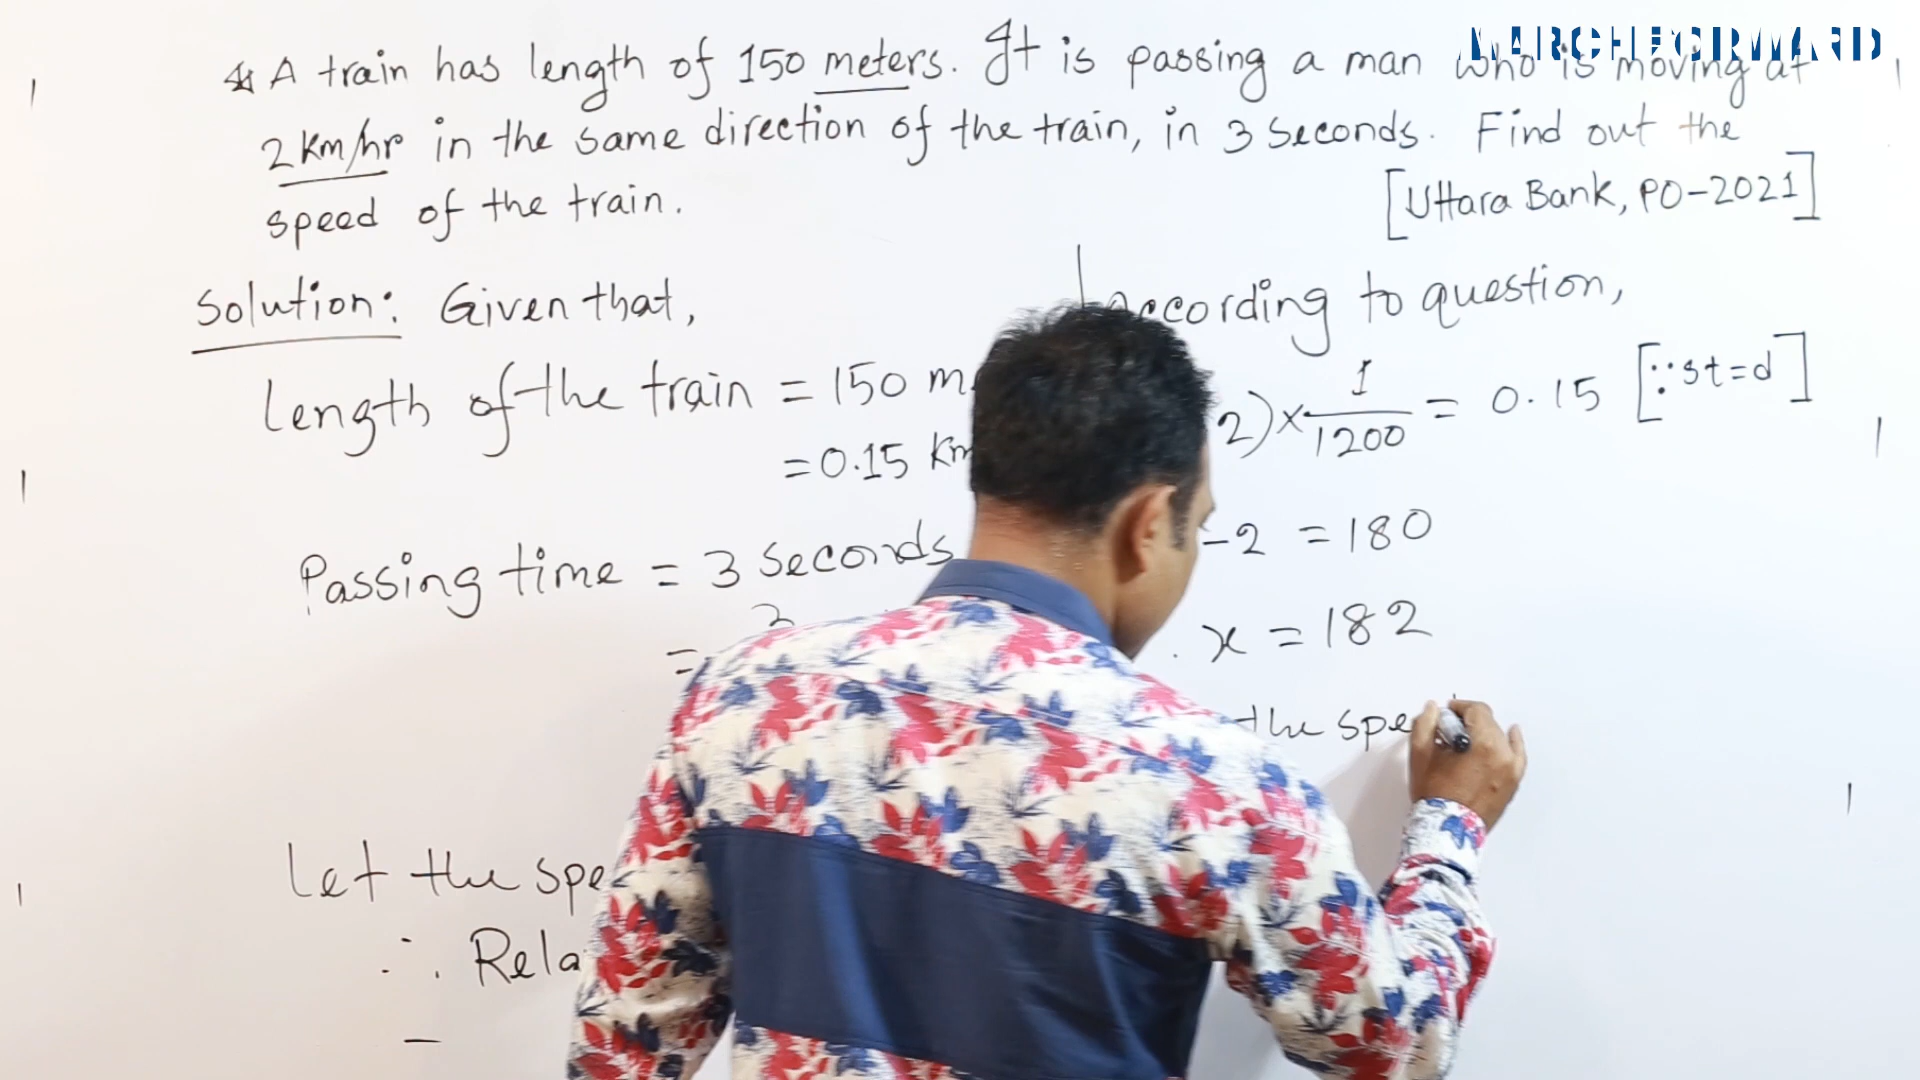 A train has length of 150 meters. It is passing a man who is moving at
2 km/hr in the same direction of the train, in 3 seconds. Find out the
speed of the train.
[Uttara Bank, PO-2021]
Solution: Given that,
Length of the train = 150 m
= 0.15 km
Passing time = 3 seconds
= 3
Let the spe
∴ Rela
According to question,
2) × 1/1200 = 0.15 [∵ st = d]
-2 = 180
x = 182
the spe
MARCH FORWARD